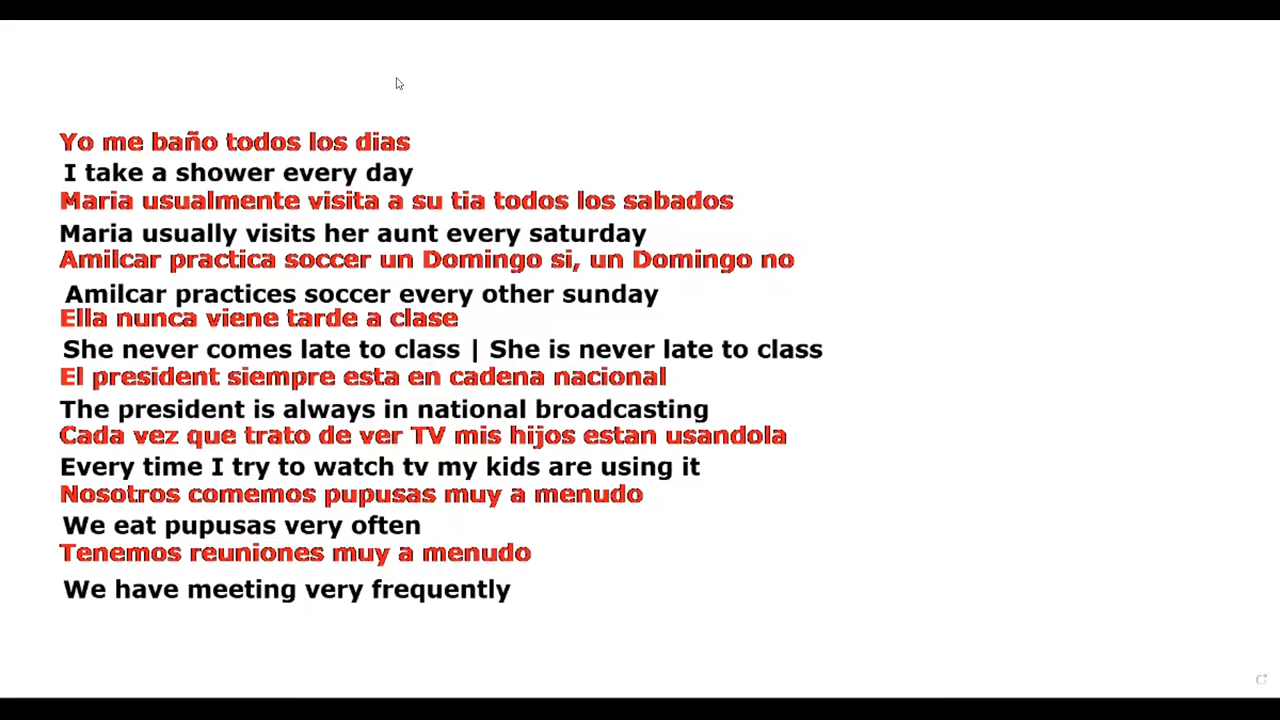 Yo me baño todos los dias
I take a shower every day
Maria usualmente visita a su tia todos los sabados
Maria usually visits her aunt every saturday
Amilcar practica soccer un Domingo si, un Domingo no
Amilcar practices soccer every other sunday
Ella nunca viene tarde a clase
She never comes late to class | She is never late to class
El president siempre esta en cadena nacional
The president is always in national broadcasting
Cada vez que trato de ver TV mis hijos estan usandola
Every time I try to watch tv my kids are using it
Nosotros comemos pupusas muy a menudo
We eat pupusas very often
Tenemos reuniones muy a menudo
We have meeting very frequently